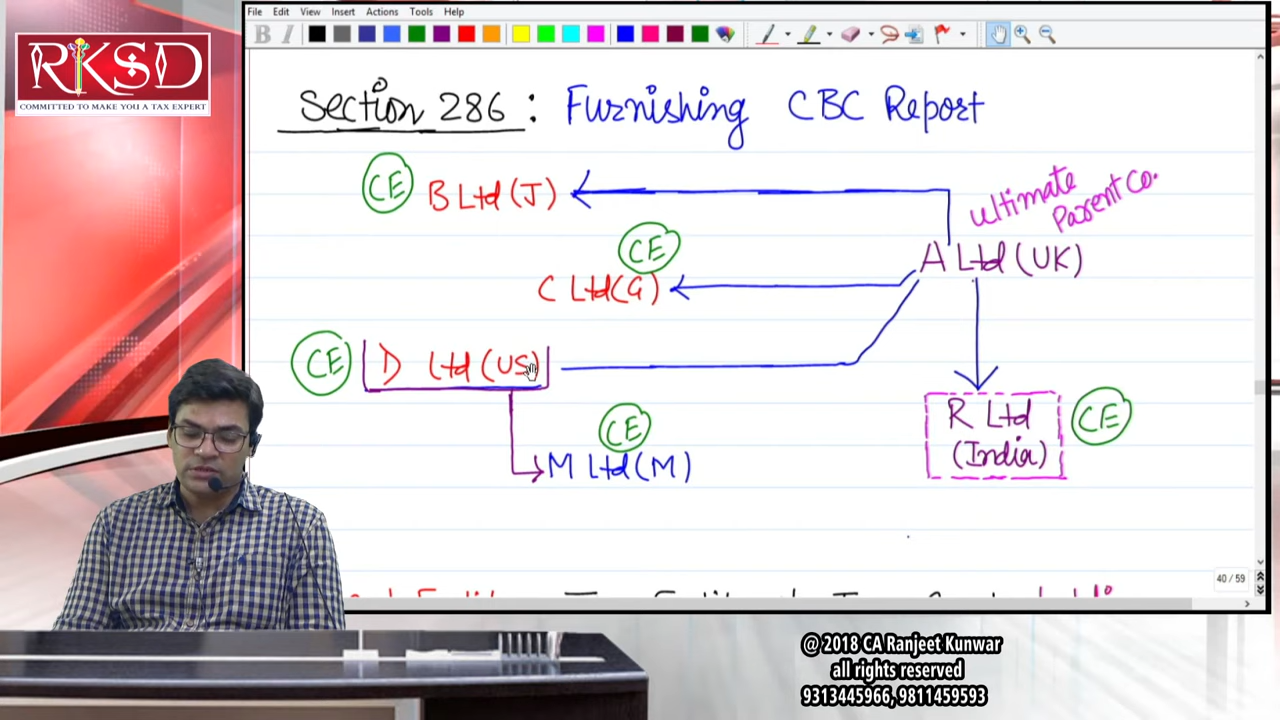 RKSD
COMMITTED TO MAKE YOU A TAX EXPERT
File Edit View Insert Actions Tools Help
B I
Section 286 : Furnishing CBC Report
CE B Ltd (J)
Ultimate Parent Co.
CE
A Ltd (UK)
C Ltd (G)
CE D Ltd (US)
CE
R Ltd CE
(India)
M Ltd (M)
40 / 59
@ 2018 CA Ranjeet Kunwar
all rights reserved
9313445966, 9811459593